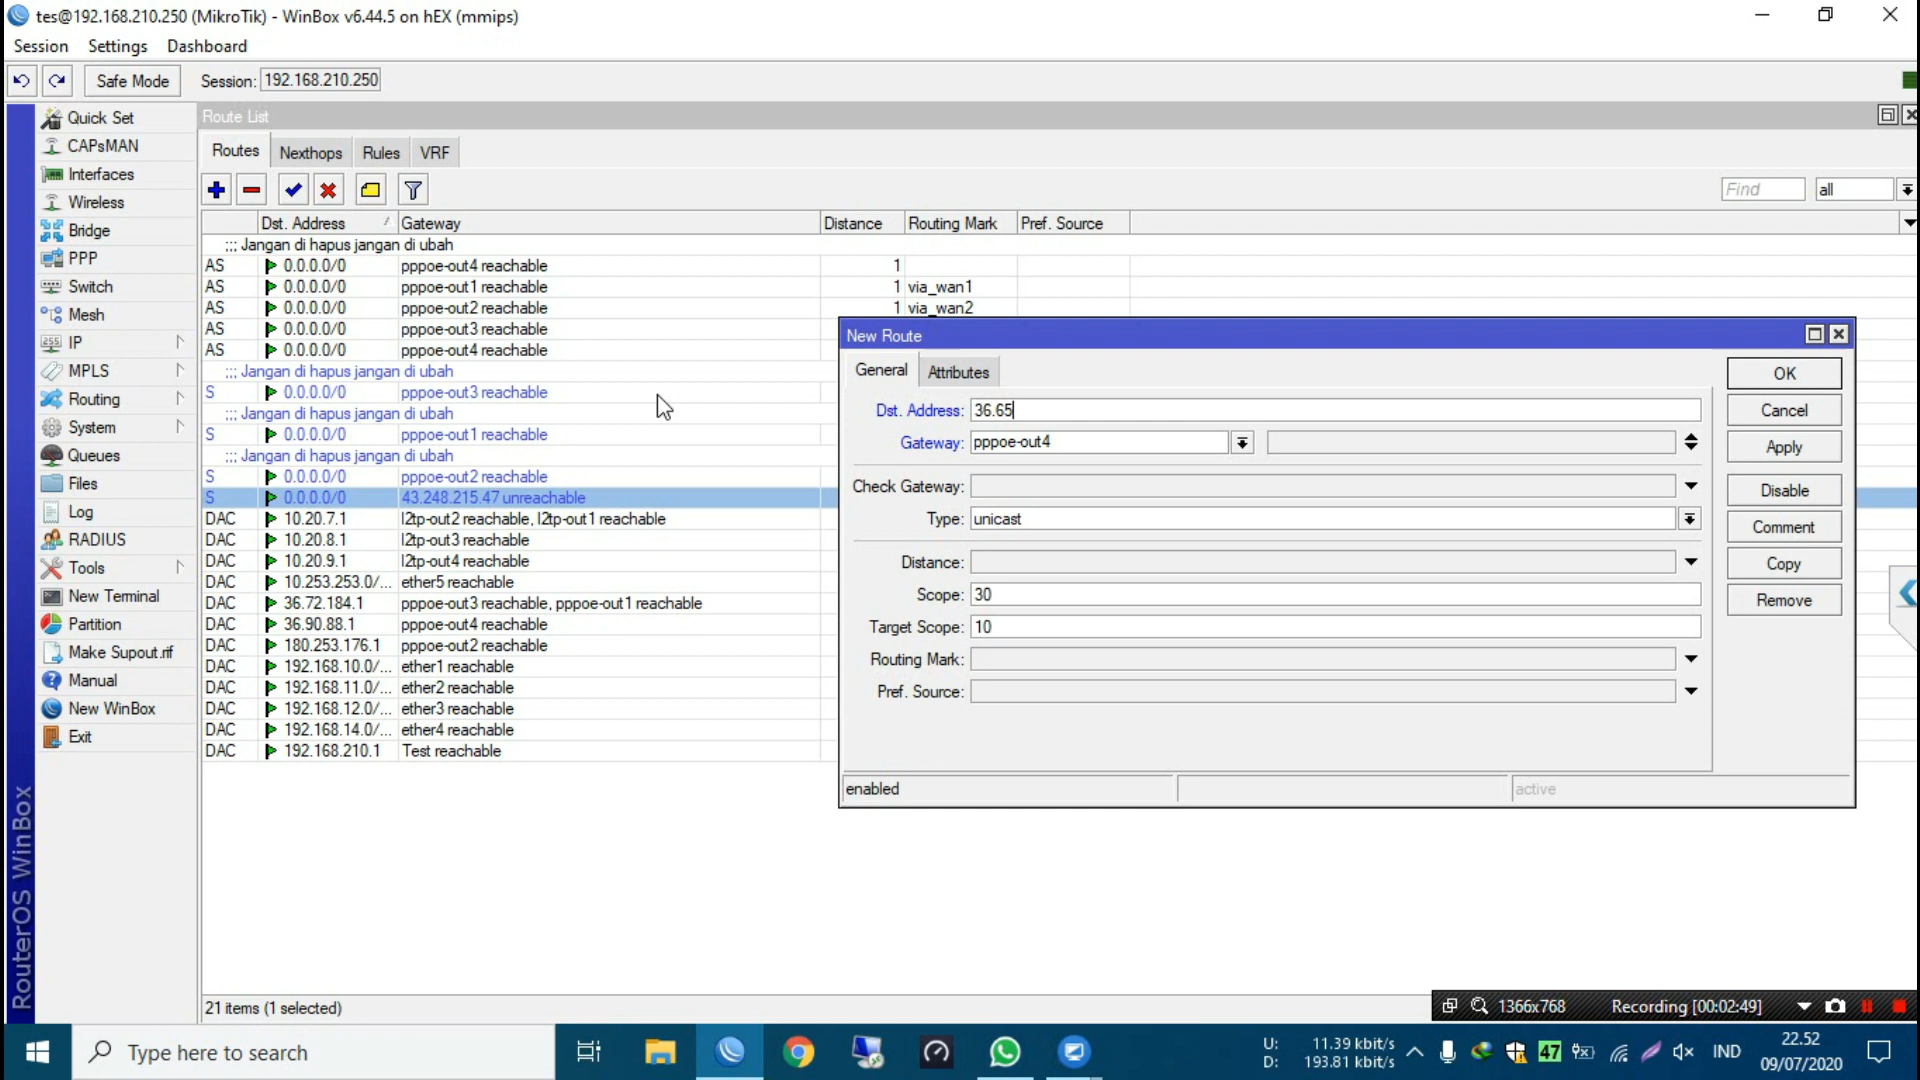 tes@192.168.210.250 (MikroTik) - WinBox v6.44.5 on hEX (mmips)
Session Settings Dashboard
Safe Mode Session: 192.168.210.250
Quick Set
CAPsMAN
Interfaces
Wireless
Bridge
PPP
Switch
Mesh
255 IP
MPLS
Routing
System
Queues
Files
Log
RADIUS
Tools
New Terminal
Partition
Make Supout.rif
Manual
New WinBox
Exit
RouterOS WinBox
Route List
Routes Nexthops Rules VRF
Find all
Dst. Address / Gateway Distance Routing Mark Pref. Source
;;; Jangan di hapus jangan di ubah
AS 0.0.0.0/0 pppoe-out4 reachable 1
AS 0.0.0.0/0 pppoe-out1 reachable 1 via_wan1
AS 0.0.0.0/0 pppoe-out2 reachable 1 via_wan2
AS 0.0.0.0/0 pppoe-out3 reachable
AS 0.0.0.0/0 pppoe-out4 reachable
;;; Jangan di hapus jangan di ubah
S 0.0.0.0/0 pppoe-out3 reachable
;;; Jangan di hapus jangan di ubah
S 0.0.0.0/0 pppoe-out1 reachable
;;; Jangan di hapus jangan di ubah
S 0.0.0.0/0 pppoe-out2 reachable
S 0.0.0.0/0 43.248.215.47 unreachable
DAC 10.20.7.1 l2tp-out2 reachable, l2tp-out1 reachable
DAC 10.20.8.1 l2tp-out3 reachable
DAC 10.20.9.1 l2tp-out4 reachable
DAC 10.253.253.0/... ether5 reachable
DAC 36.72.184.1 pppoe-out3 reachable, pppoe-out1 reachable
DAC 36.90.88.1 pppoe-out4 reachable
DAC 180.253.176.1 pppoe-out2 reachable
DAC 192.168.10.0/... ether1 reachable
DAC 192.168.11.0/... ether2 reachable
DAC 192.168.12.0/... ether3 reachable
DAC 192.168.14.0/... ether4 reachable
DAC 192.168.210.1 Test reachable
21 items (1 selected)
New Route
General Attributes
Dst. Address: 36.65
Gateway: pppoe-out4
Check Gateway:
Type: unicast
Distance:
Scope: 30
Target Scope: 10
Routing Mark:
Pref. Source:
enabled active
OK
Cancel
Apply
Disable
Comment
Copy
Remove
1366x768 Recording [00:02:49]
Type here to search
U: 11.39 kbit/s
D: 193.81 kbit/s
47
IND
22.52
09/07/2020